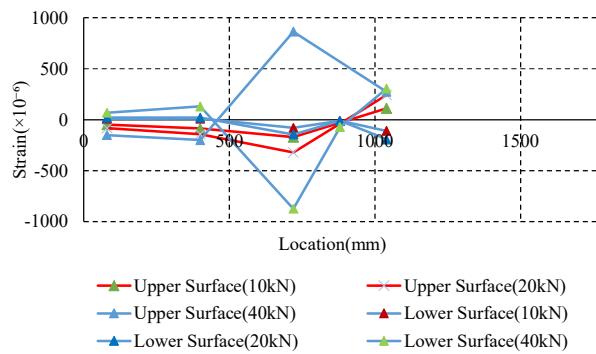 1000
500
0
-500
-1000
0 500 1000 1500
Strain(×10⁻⁶)
Location(mm)
Upper Surface(10kN) Upper Surface(20kN)
Upper Surface(40kN) Lower Surface(10kN)
Lower Surface(20kN) Lower Surface(40kN)